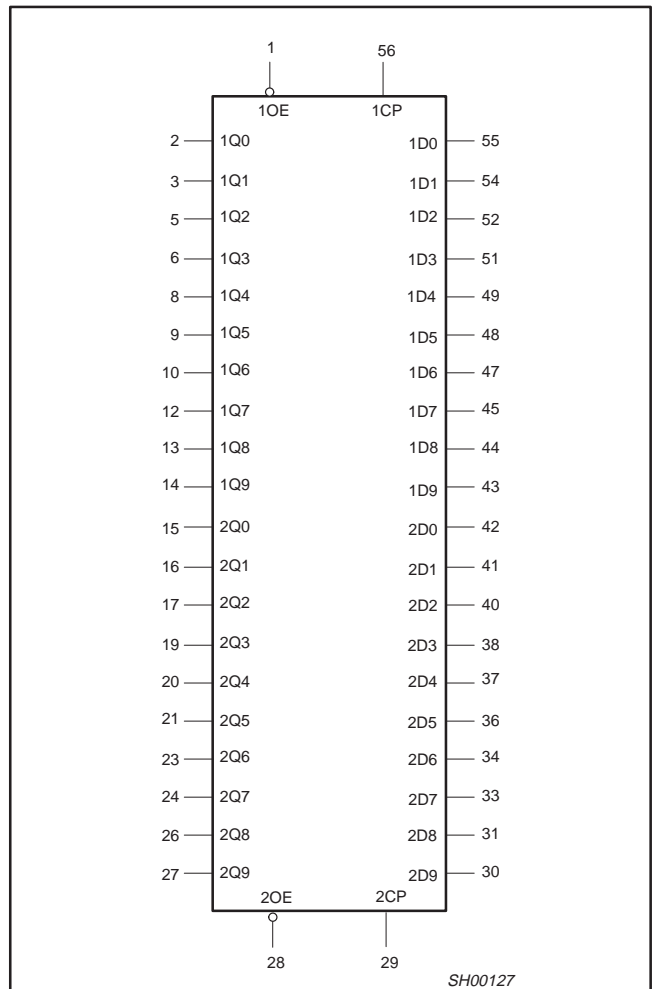 1 56
1OE 1CP
2 1Q0 1D0 55
3 1Q1 1D1 54
5 1Q2 1D2 52
6 1Q3 1D3 51
8 1Q4 1D4 49
9 1Q5 1D5 48
10 1Q6 1D6 47
12 1Q7 1D7 45
13 1Q8 1D8 44
14 1Q9 1D9 43
15 2Q0 2D0 42
16 2Q1 2D1 41
17 2Q2 2D2 40
19 2Q3 2D3 38
20 2Q4 2D4 37
21 2Q5 2D5 36
23 2Q6 2D6 34
24 2Q7 2D7 33
26 2Q8 2D8 31
27 2Q9 2D9 30
2OE 2CP
28 29
SH00127